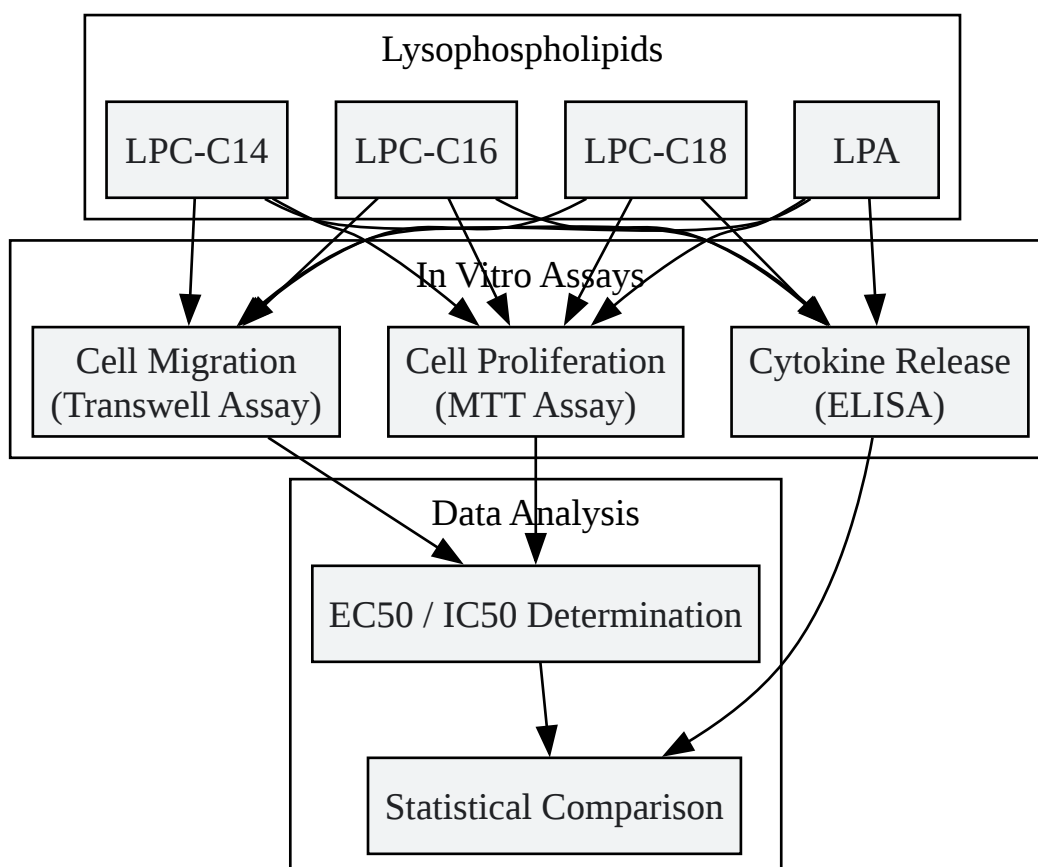 Lysophospholipids
LPC-C14
LPC-C16
LPC-C18
LPA
In Vitro Assays
Cell Migration
(Transwell Assay)
Cell Proliferation
(MTT Assay)
Cytokine Release
(ELISA)
Data Analysis
EC50 / IC50 Determination
Statistical Comparison